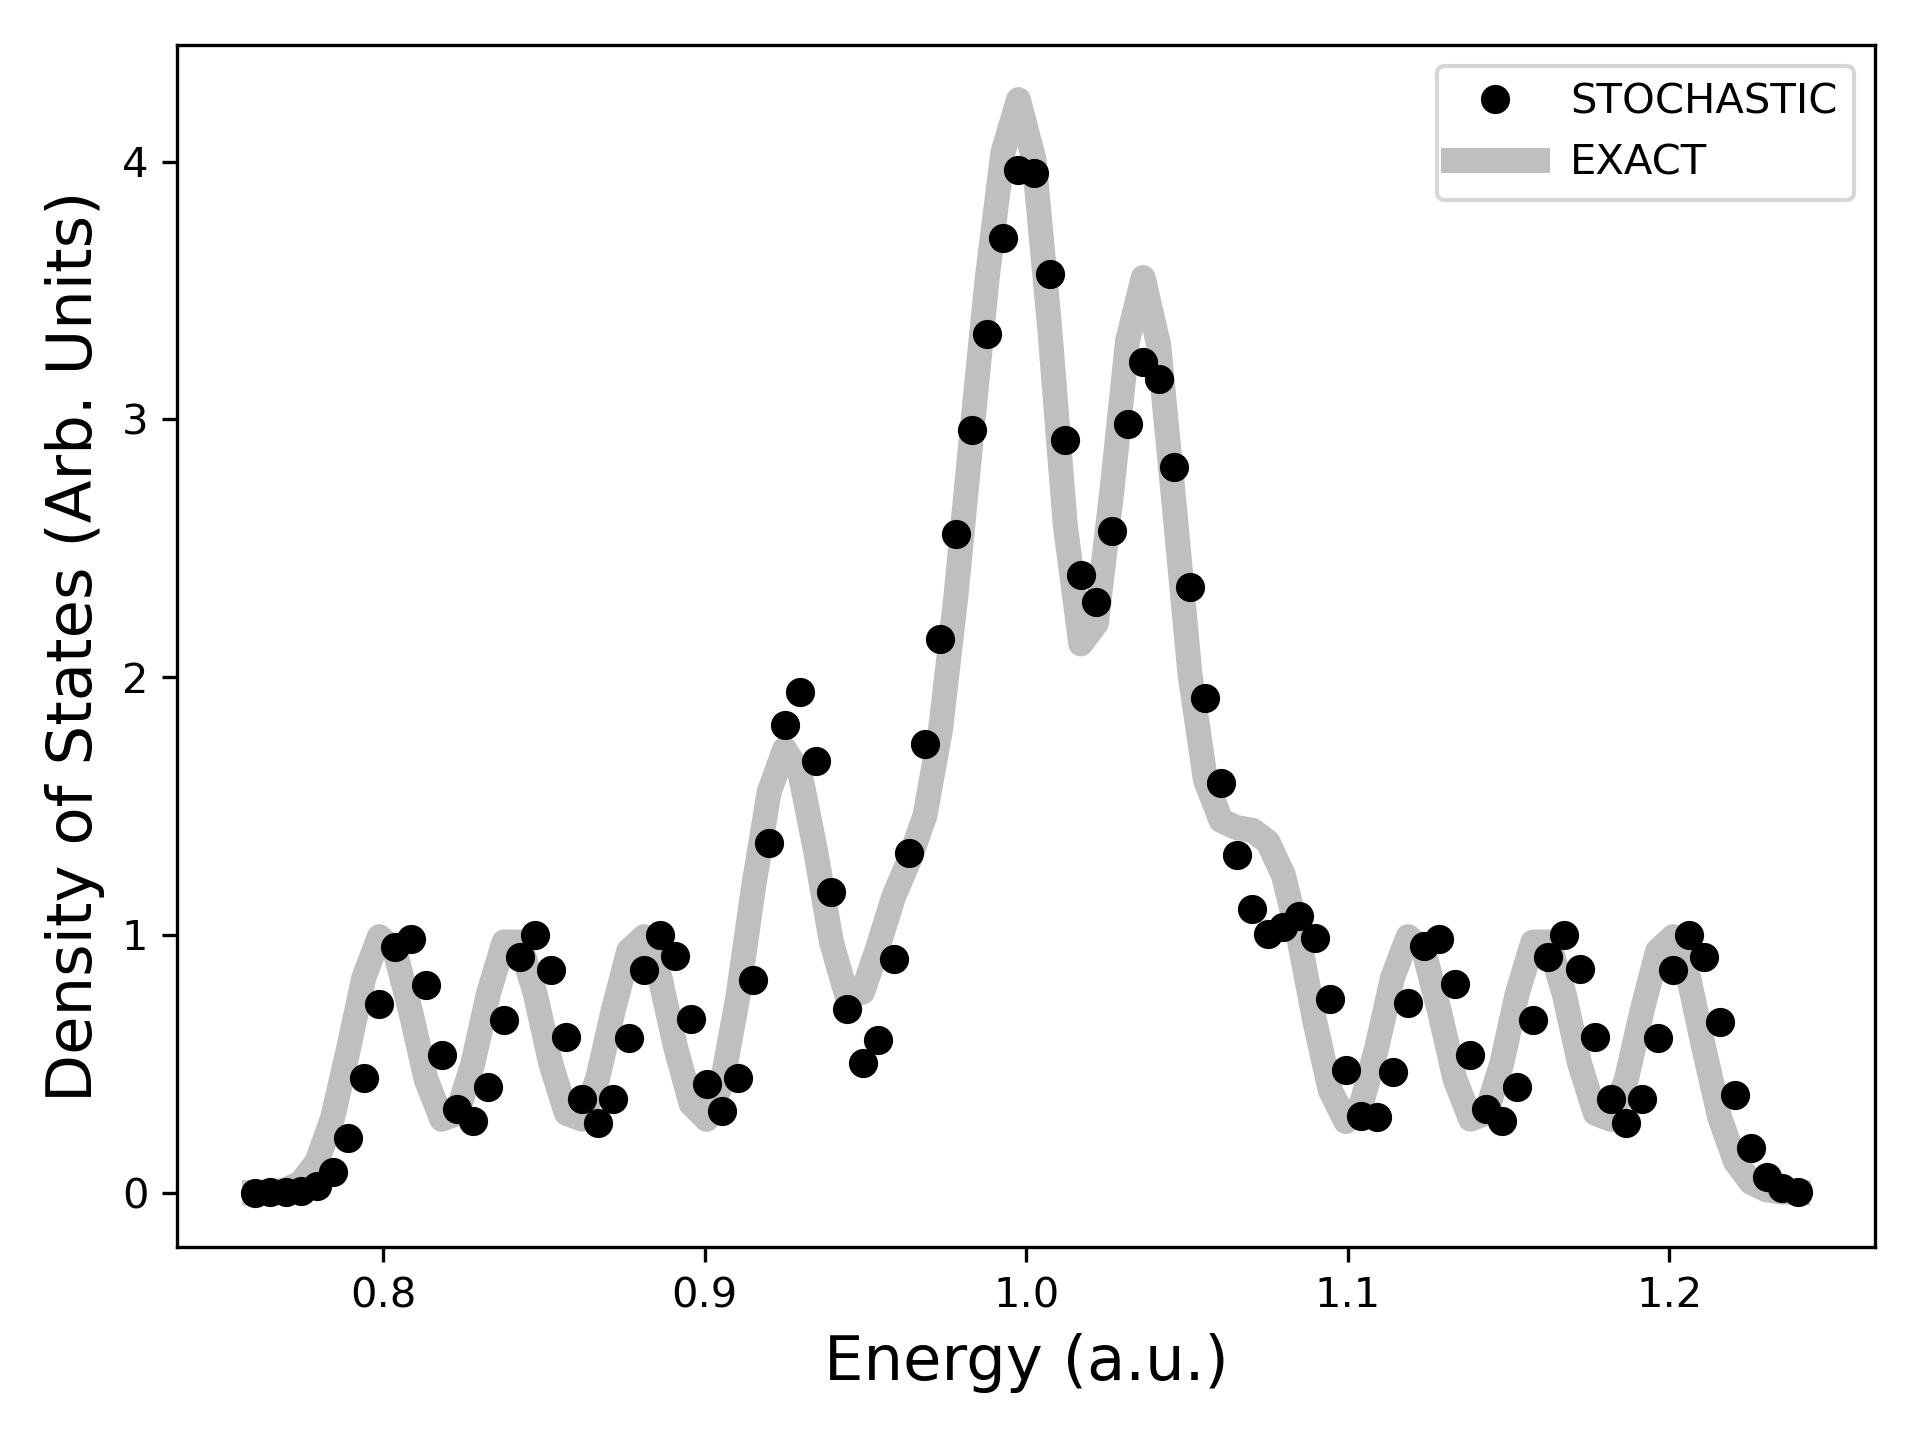 STOCHASTIC
EXACT
Density of States (Arb. Units)
4
3
2
1
0
0.8 0.9 1.0 1.1 1.2
Energy (a.u.)